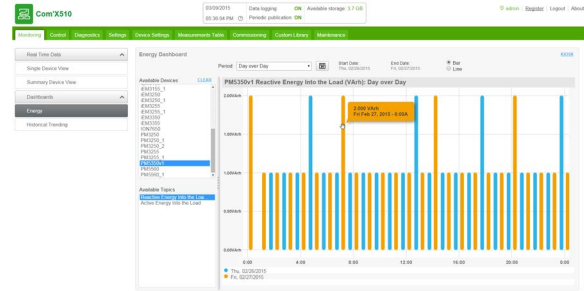 Com'X510
03/09/2015
05:30:04 PM
Data logging ON Available storage: 3.7 GB
Periodic publication ON
admin | Register | Logout | About
Monitoring Control Diagnostics Settings Device Settings Measurements Table Commissioning Custom Library Maintenance
Real Time Data
Single Device View
Summary Device View
Dashboards
Energy
Historical Trending
Energy Dashboard
Period Day over Day
Start Date:
Thu, 02/26/2015
End Date:
Fri, 02/27/2015
Bar
Line
Available Devices CLEAR
iEM3155_1
iEM3250
iEM3250_1
iEM3255
iEM3255_1
iEM3350
iEM3355
ION7650
PM3250
PM3250_1
PM3250_2
PM3255
PM3255_1
PM5350v1
PM5560
Available Topics
Reactive Energy Into the Loa...
Active Energy Into the Load
PM5350v1 Reactive Energy Into the Load (VArh): Day over Day
2.000 VArh
Fri Feb 27, 2015 - 8:00A
2.00VArh
1.00VArh
0.00VArh
0:00 4:00 8:00 12:00 16:00 20:00 0:00
Thu, 02/26/2015
Fri, 02/27/2015